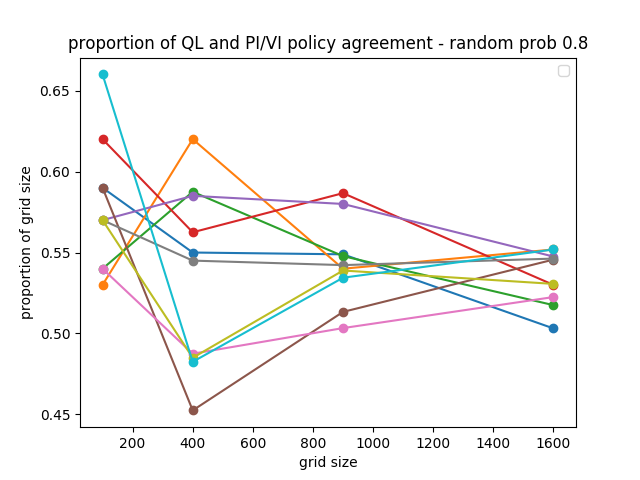 proportion of QL and PI/VI policy agreement - random prob 0.8
proportion of grid size
0.65
0.60
0.55
0.50
0.45
200 400 600 800 1000 1200 1400 1600
grid size